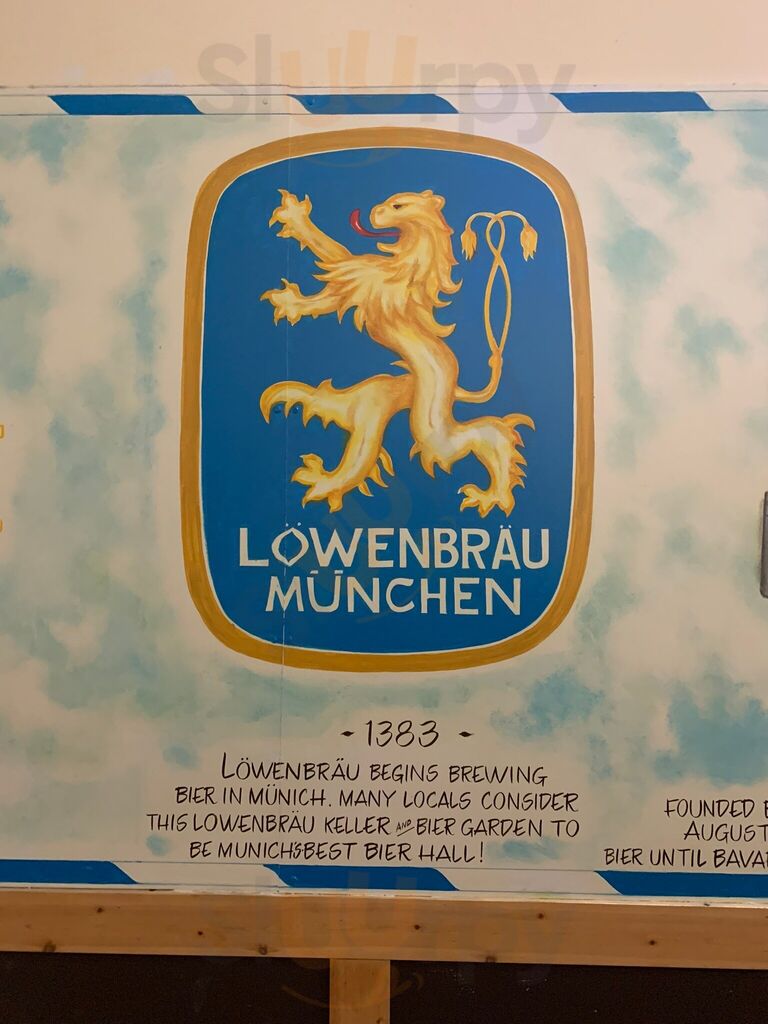 Sluurpy
LÖWENBRÄU
MÜNCHEN
- 1383 -
LÖWENBRÄU BEGINS BREWING
BIER IN MÜNICH. MANY LOCALS CONSIDER
THIS LOWENBRÄU KELLER AND BIER GARDEN TO
BE MUNICH'S BEST BIER HALL!
FOUNDED
AUGUST
BIER UNTIL